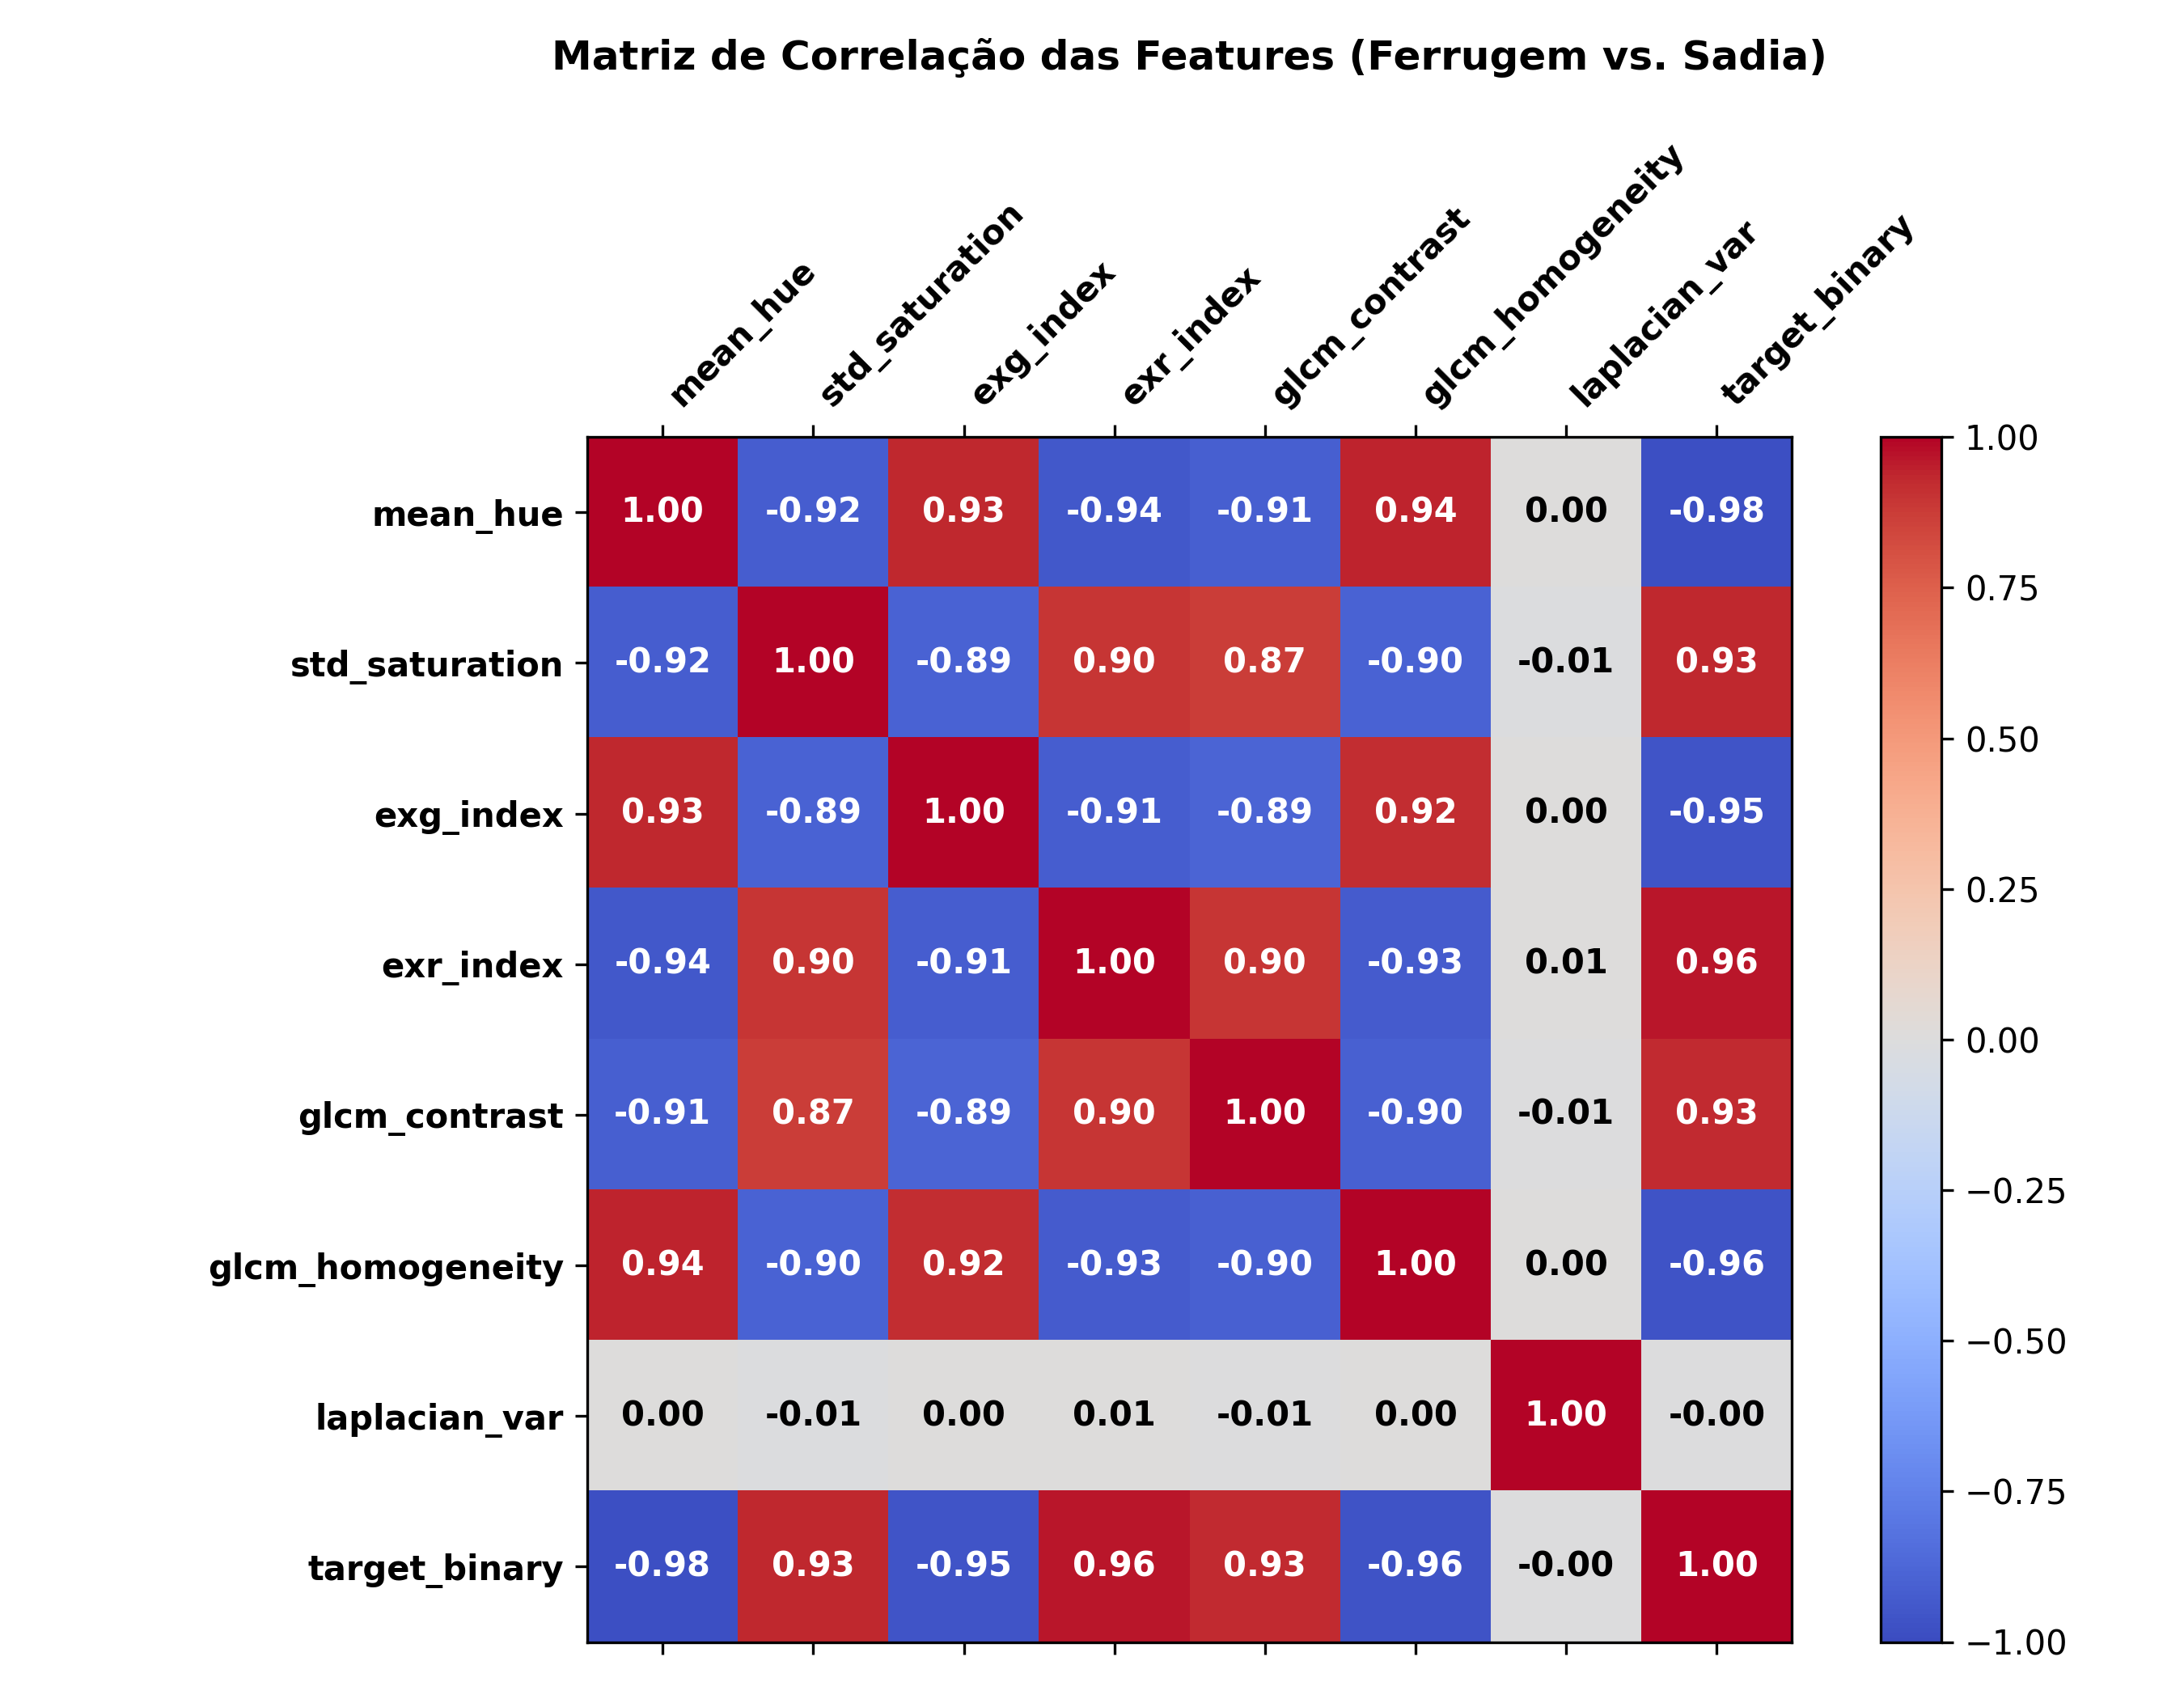 Matriz de Correlação das Features (Ferrugem vs. Sadia)
mean_hue std_saturation exg_index exr_index glcm_contrast glcm_homogeneity laplacian_var target_binary
mean_hue 1.00 -0.92 0.93 -0.94 -0.91 0.94 0.00 -0.98
std_saturation -0.92 1.00 -0.89 0.90 0.87 -0.90 -0.01 0.93
exg_index 0.93 -0.89 1.00 -0.91 -0.89 0.92 0.00 -0.95
exr_index -0.94 0.90 -0.91 1.00 0.90 -0.93 0.01 0.96
glcm_contrast -0.91 0.87 -0.89 0.90 1.00 -0.90 -0.01 0.93
glcm_homogeneity 0.94 -0.90 0.92 -0.93 -0.90 1.00 0.00 -0.96
laplacian_var 0.00 -0.01 0.00 0.01 -0.01 0.00 1.00 -0.00
target_binary -0.98 0.93 -0.95 0.96 0.93 -0.96 -0.00 1.00
1.00
0.75
0.50
0.25
0.00
−0.25
−0.50
−0.75
−1.00